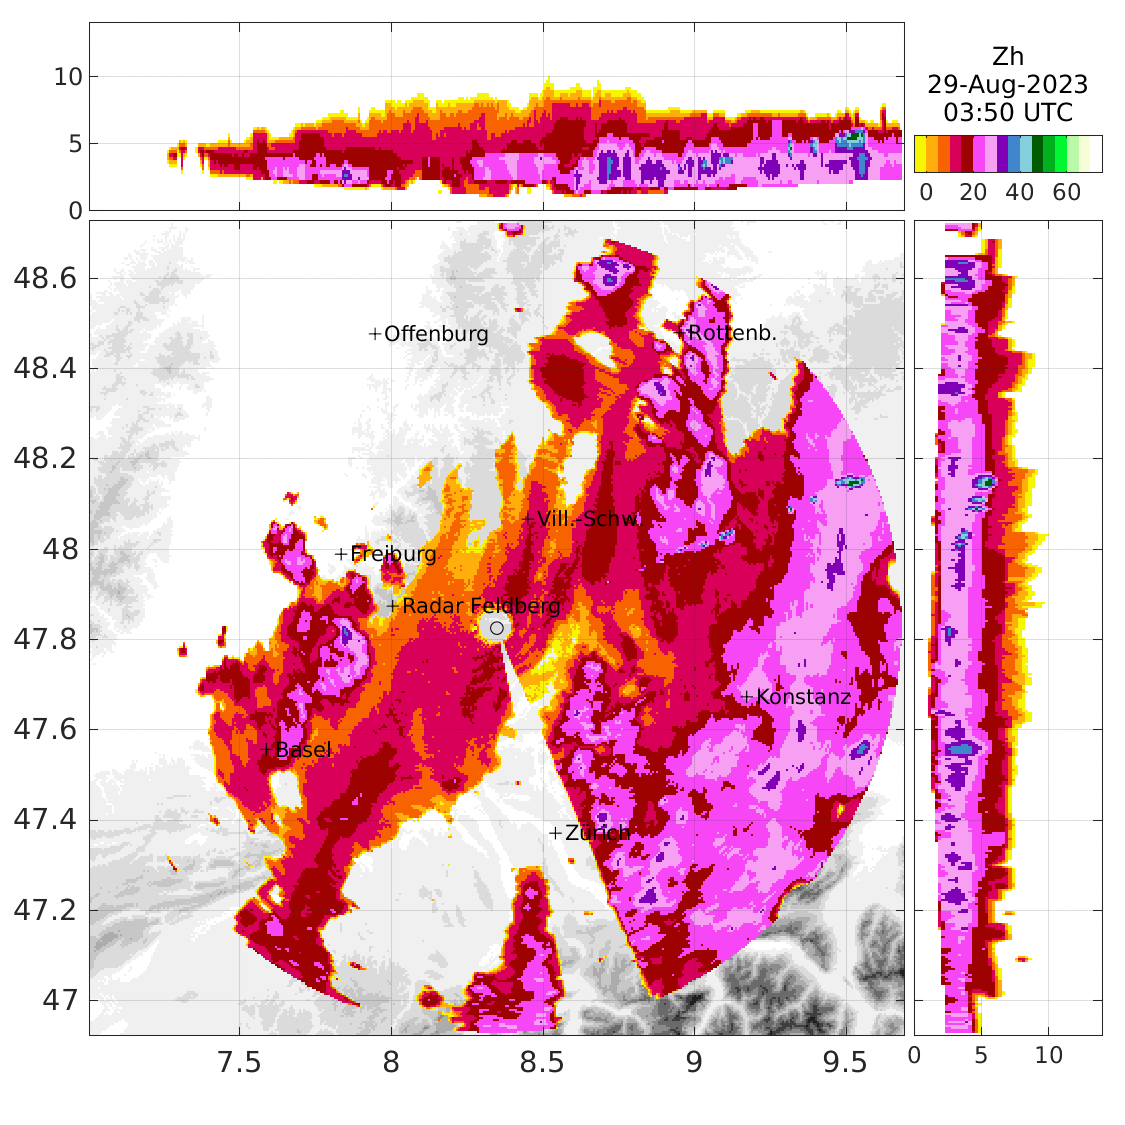 10
5
0
Zh
29-Aug-2023
03:50 UTC
0 20 40 60
48.6
48.4
48.2
48
47.8
47.6
47.4
47.2
47
+Offenburg
+Rottenb.
+Vill.-Schw.
+Freiburg
+Radar Feldberg
+Konstanz
+Basel
+Zürich
7.5 8 8.5 9 9.5
0 5 10